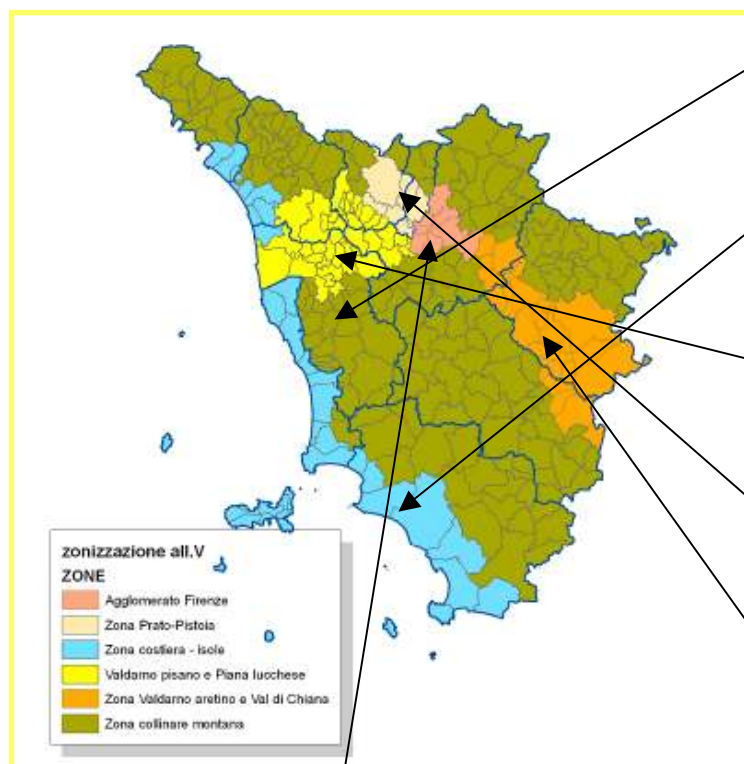 zonizzazione all.V
ZONE
Agglomerato Firenze
Zona Prato-Pistoia
Zona costiera - isole
Valdarno pisano e Piana lucchese
Zona Valdarno aretino e Val di Chiana
Zona collinare montana